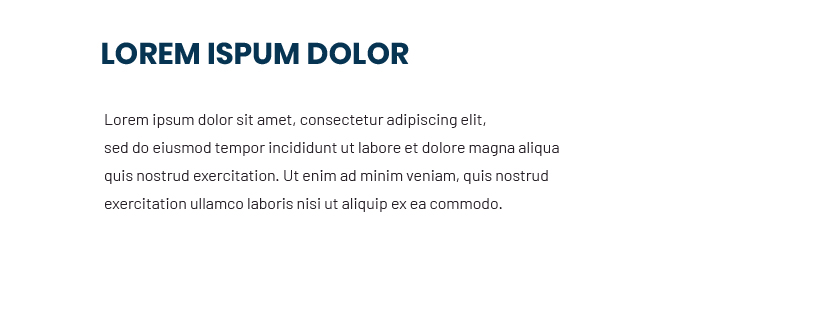 LOREM ISPUM DOLOR
Lorem ipsum dolor sit amet, consectetur adipiscing elit,
sed do eiusmod tempor incididunt ut labore et dolore magna aliqua
quis nostrud exercitation. Ut enim ad minim veniam, quis nostrud
exercitation ullamco laboris nisi ut aliquip ex ea commodo.